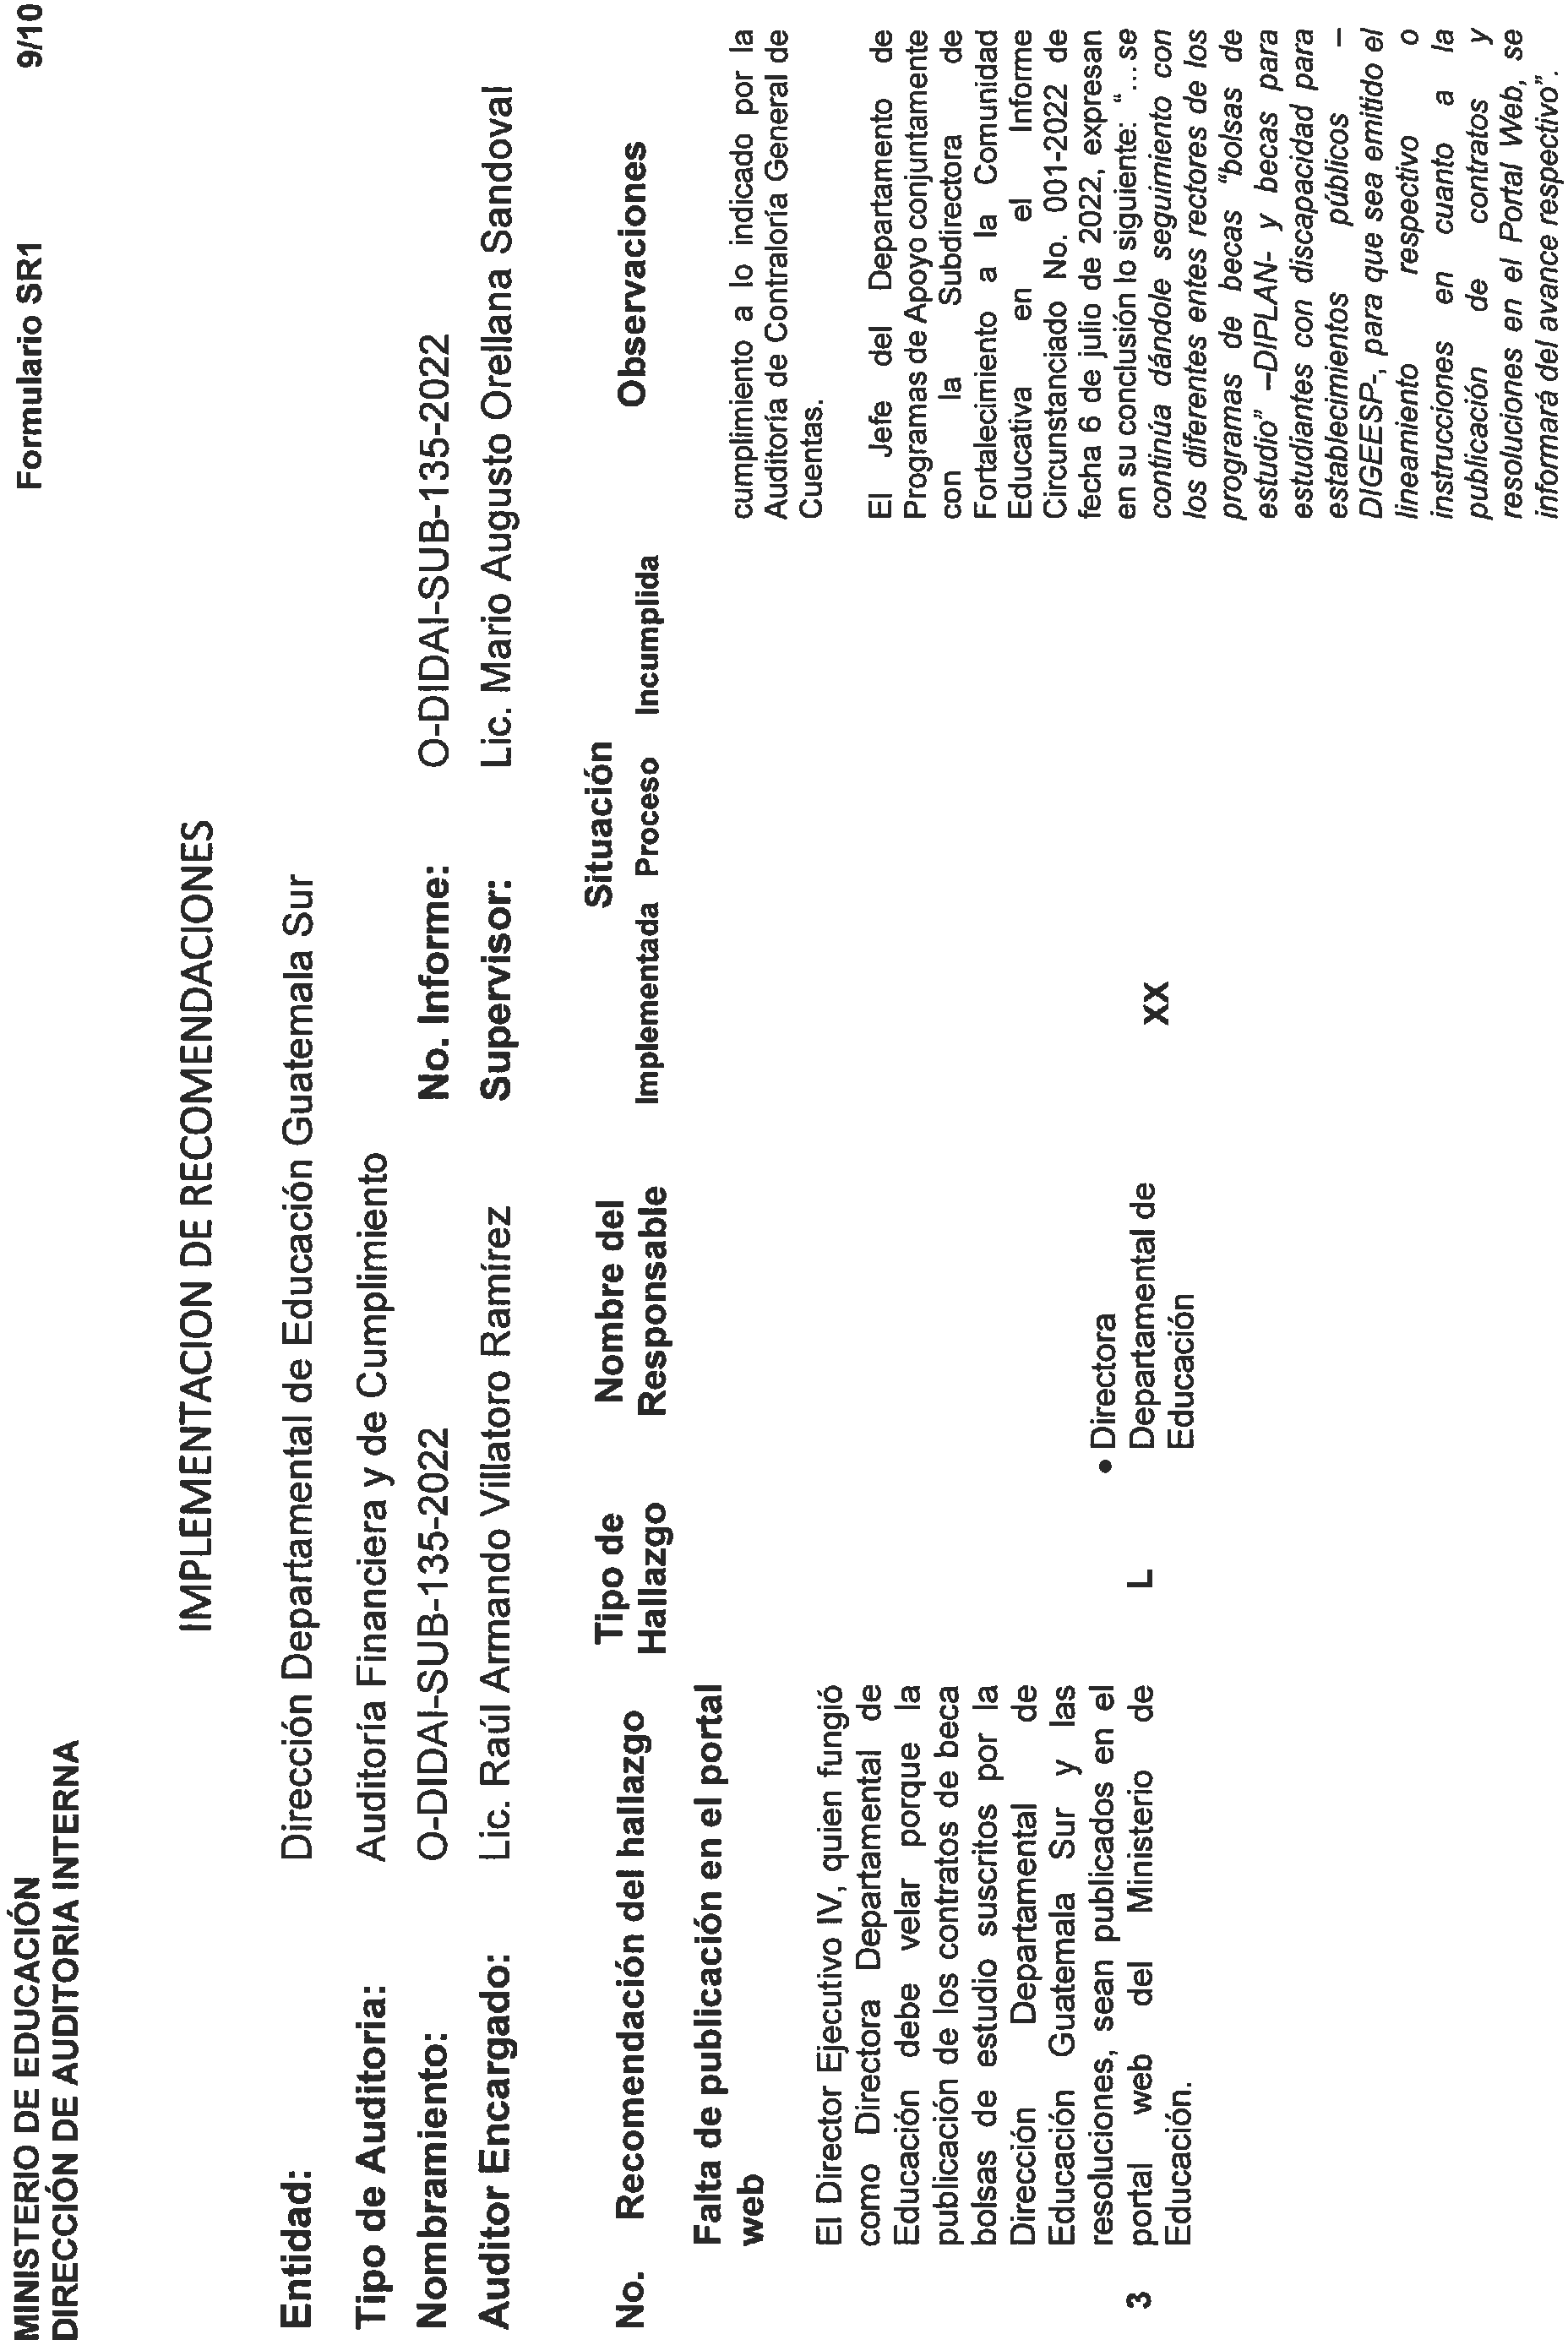 MINISTERIO DE EDUCACIÓN
DIRECCIÓN DE AUDITORIA INTERNA
Formulario SR1 9/10
IMPLEMENTACION DE RECOMENDACIONES
Entidad: Dirección Departamental de Educación Guatemala Sur
Tipo de Auditoria: Auditoría Financiera y de Cumplimiento
Nombramiento: O-DIDAI-SUB-135-2022 No. Informe: O-DIDAI-SUB-135-2022
Auditor Encargado: Lic. Raúl Armando Villatoro Ramírez Supervisor: Lic. Mario Augusto Orellana Sandoval
No. Recomendación del hallazgo
Tipo de
Hallazgo
Nombre del
Responsable
Situación
Implementada Proceso Incumplida
Observaciones
Falta de publicación en el portal
web
El Director Ejecutivo IV, quien fungió
como Directora Departamental de
Educación debe velar porque la
publicación de los contratos de beca
bolsas de estudio suscritos por la
Dirección Departamental de
Educación Guatemala Sur y las
resoluciones, sean publicados en el
3 portal web del Ministerio de
Educación.
L
• Directora
Departamental de
Educación
XX
cumplimiento a lo indicado por la
Auditoría de Contraloría General de
Cuentas.
El Jefe del Departamento de
Programas de Apoyo conjuntamente
con la Subdirectora de
Fortalecimiento a la Comunidad
Educativa en el Informe
Circunstanciado No. 001-2022 de
fecha 6 de julio de 2022, expresan
en su conclusión lo siguiente: “...se
continúa dándole seguimiento con
los diferentes entes rectores de los
programas de becas “bolsas de
estudio” –DIPLAN- y becas para
estudiantes con discapacidad para
establecimientos públicos –
DIGEESP-, para que sea emitido el
lineamiento respectivo o
instrucciones en cuanto a la
publicación de contratos y
resoluciones en el Portal Web, se
informará del avance respectivo”.